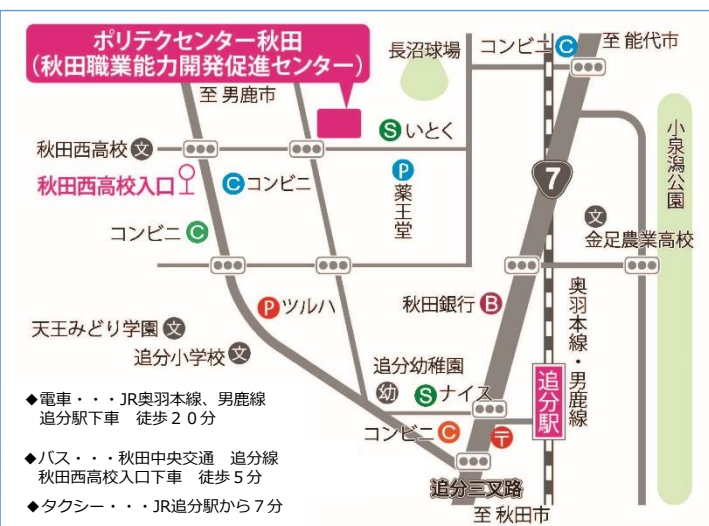 ポリテクセンター秋田
(秋田職業能力開発促進センター)
長沼球場
コンビニ C
至 能代市
至 男鹿市
S いとく
小泉潟公園
秋田西高校 文
秋田西高校入口
C コンビニ
P
薬王堂
7
文
金足農業高校
コンビニ C
P ツルハ
秋田銀行 B
奥羽本線・男鹿線
天王みどり学園 文
追分小学校 文
追分幼稚園
幼
S ナイス
追分駅
コンビニ C
〒
追分三叉路
至 秋田市
◆電車・・・JR奥羽本線、男鹿線
追分駅下車 徒歩20分
◆バス・・・秋田中央交通 追分線
秋田西高校入口下車 徒歩5分
◆タクシー・・・JR追分駅から7分